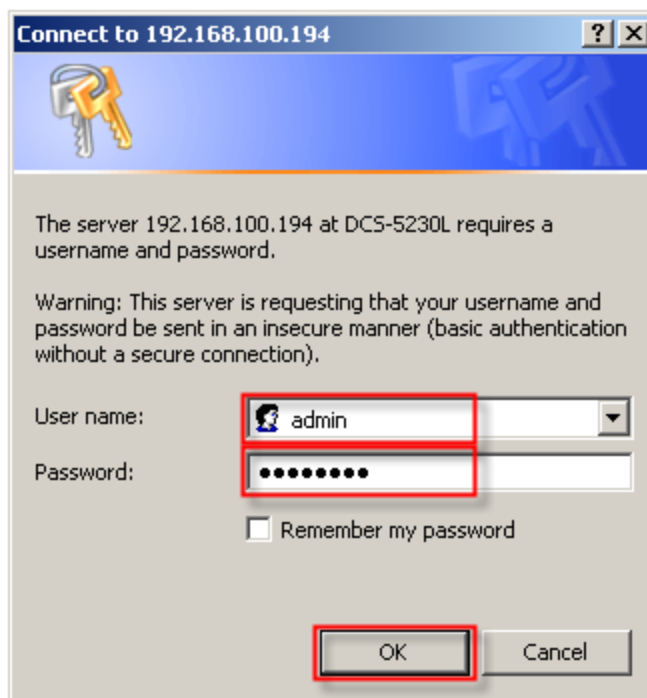 Connect to 192.168.100.194
The server 192.168.100.194 at DCS-5230L requires a
username and password.
Warning: This server is requesting that your username and
password be sent in an insecure manner (basic authentication
without a secure connection).
User name:
admin
Password:
●●●●●●●●
Remember my password
OK
Cancel